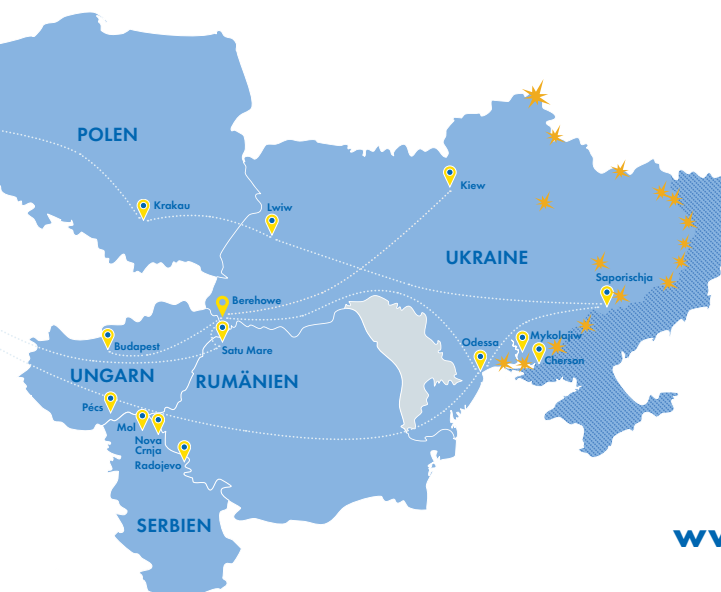 POLEN
Krakau
Lwiw
Kiew
UKRAINE
Saporischja
Berehowe
Budapest
Satu Mare
Odessa
Mykolajiw
Cherson
UNGARN
RUMÄNIEN
Pécs
Mol
Nova
Crnja
Radojevo
SERBIEN